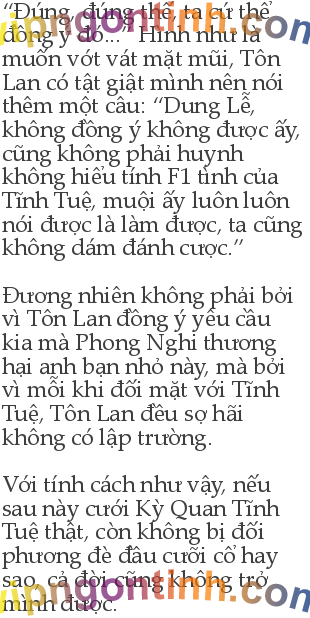 “Đúng, đúng thế, ta cứ thế
đồng ý đó...” Hình như là
muốn vớt vát mặt mũi, Tôn
Lan có tật giật mình nên nói
thêm một câu: “Dung Lễ,
không đồng ý không được ấy,
cũng không phải huynh
không hiểu tính F1 tình của
Tĩnh Tuệ, muội ấy luôn luôn
nói được là làm được, ta cũng
không dám đánh cược.”
Đương nhiên không phải bởi
vì Tôn Lan đồng ý yêu cầu
kia mà Phong Nghi thương
hại anh bạn nhỏ này, mà bởi
vì mỗi khi đối mặt với Tĩnh
Tuệ, Tôn Lan đều sợ hãi
không có lập trường.
Với tính cách như vậy, nếu
sau này cưới Kỳ Quan Tĩnh
Tuệ thật, còn không bị đối
phương đè đầu cưỡi cổ hay
sao, cả đời cũng không trở
mình được.
vipngontinh.com
vipngontinh.com